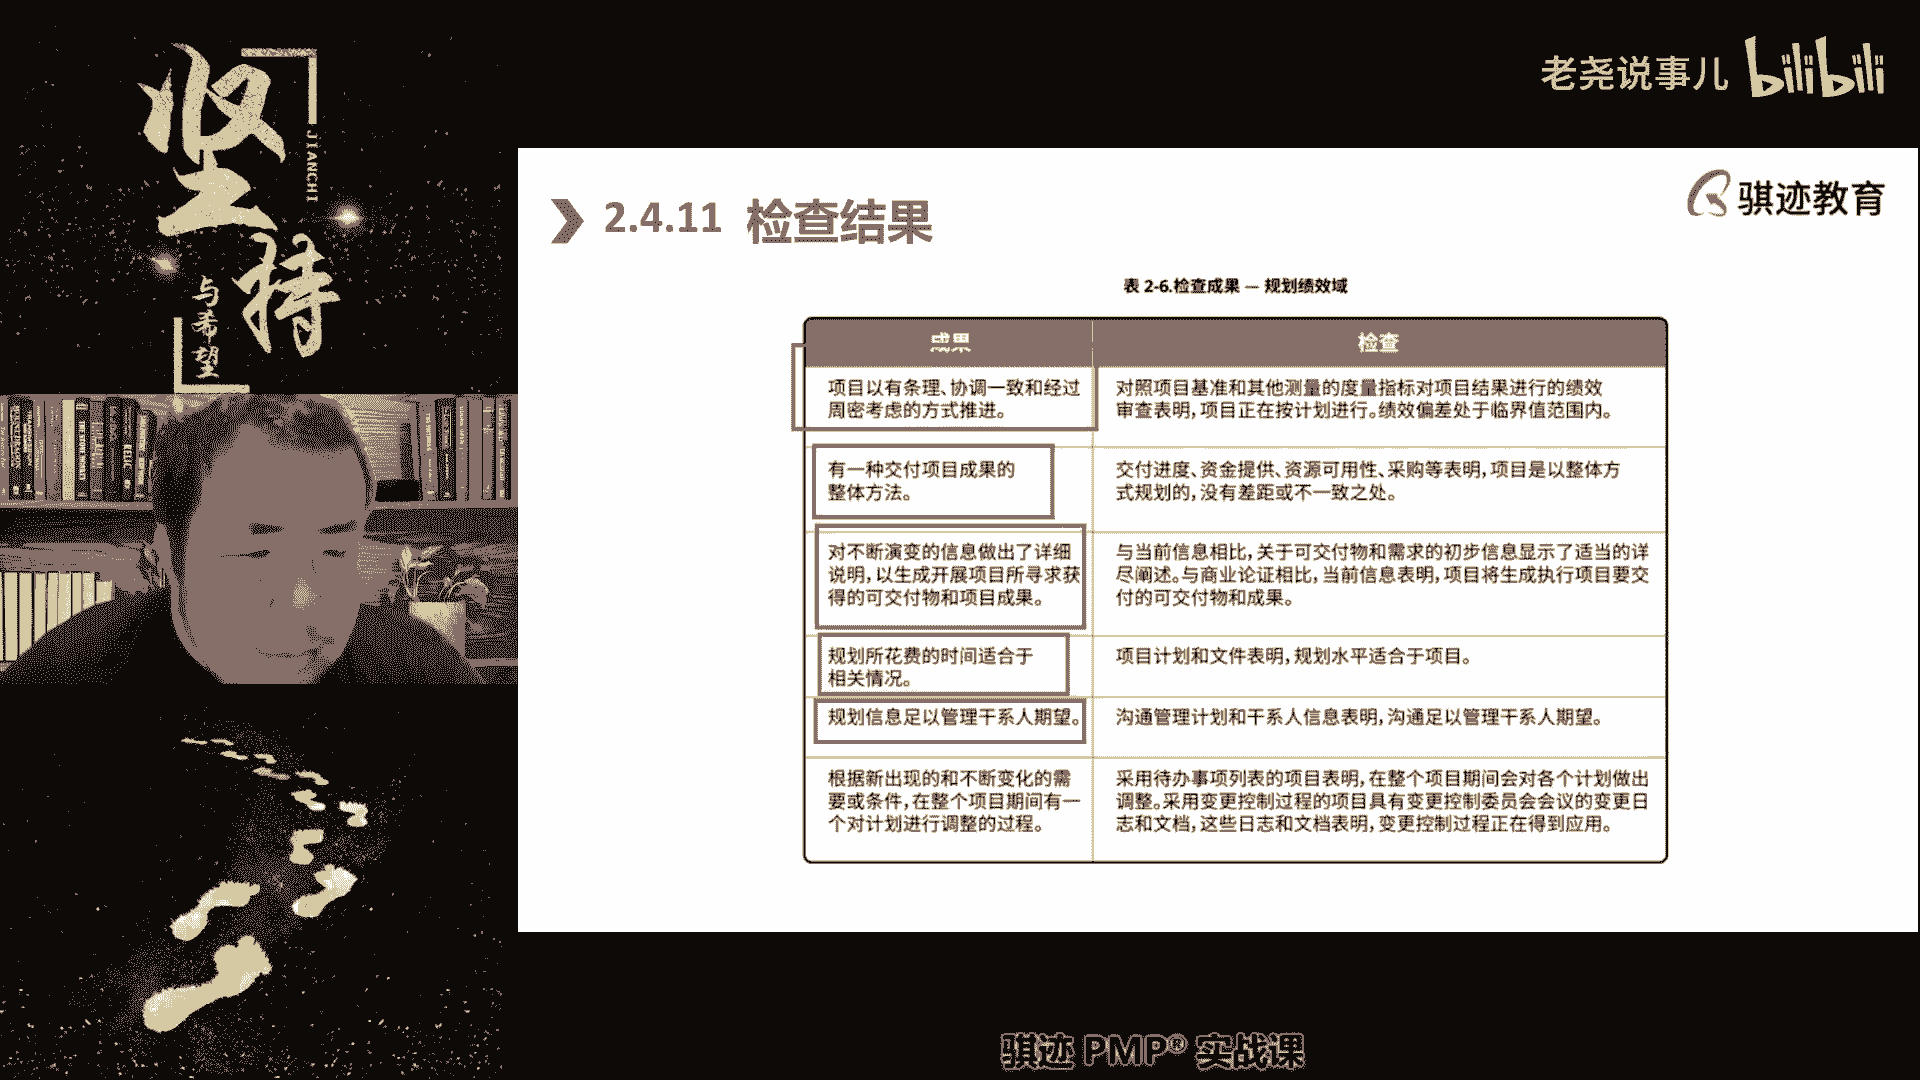 坚持
JIANCHI
与希望
老尧说事儿 bilibili
骐迹教育
2.4.11 检查结果
表 2-6.检查成果 — 规划绩效域
成果
检查
项目以有条理、协调一致和经过
周密考虑的方式推进。
对照项目基准和其他测量的度量指标对项目结果进行的绩效
审查表明,项目正在按计划进行。绩效偏差处于临界值范围内。
有一种交付项目成果的
整体方法。
交付进度、资金提供、资源可用性、采购等表明,项目是以整体方
式规划的,没有差距或不一致之处。
对不断演变的信息做出了详细
说明,以生成开展项目所寻求获
得的可交付物和项目成果。
与当前信息相比,关于可交付物和需求的初步信息显示了适当的详
尽阐述。与商业论证相比,当前信息表明,项目将生成执行项目要交
付的可交付物和成果。
规划所花费的时间适合于
相关情况。
项目计划和文件表明,规划水平适合于项目。
规划信息足以管理干系人期望。
沟通管理计划和干系人信息表明,沟通足以管理干系人期望。
根据新出现的和不断变化的需
要或条件,在整个项目期间有一
个对计划进行调整的过程。
采用待办事项列表的项目表明,在整个项目期间会对各个计划做出
调整。采用变更控制过程的项目具有变更控制委员会会议的变更日
志和文档,这些日志和文档表明,变更控制过程正在得到应用。
骐迹 PMP® 实战课